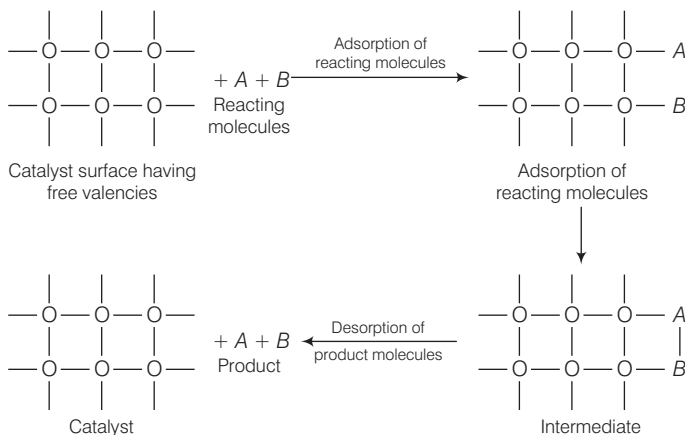 O O O
O O O
Catalyst surface having
free valencies
+ A + B
Reacting
molecules
Adsorption of
reacting molecules
O O O A
O O O B
Adsorption of
reacting molecules
O O O
O O O
Catalyst
+ A + B
Product
Desorption of
product molecules
O O O A
O O O B
Intermediate